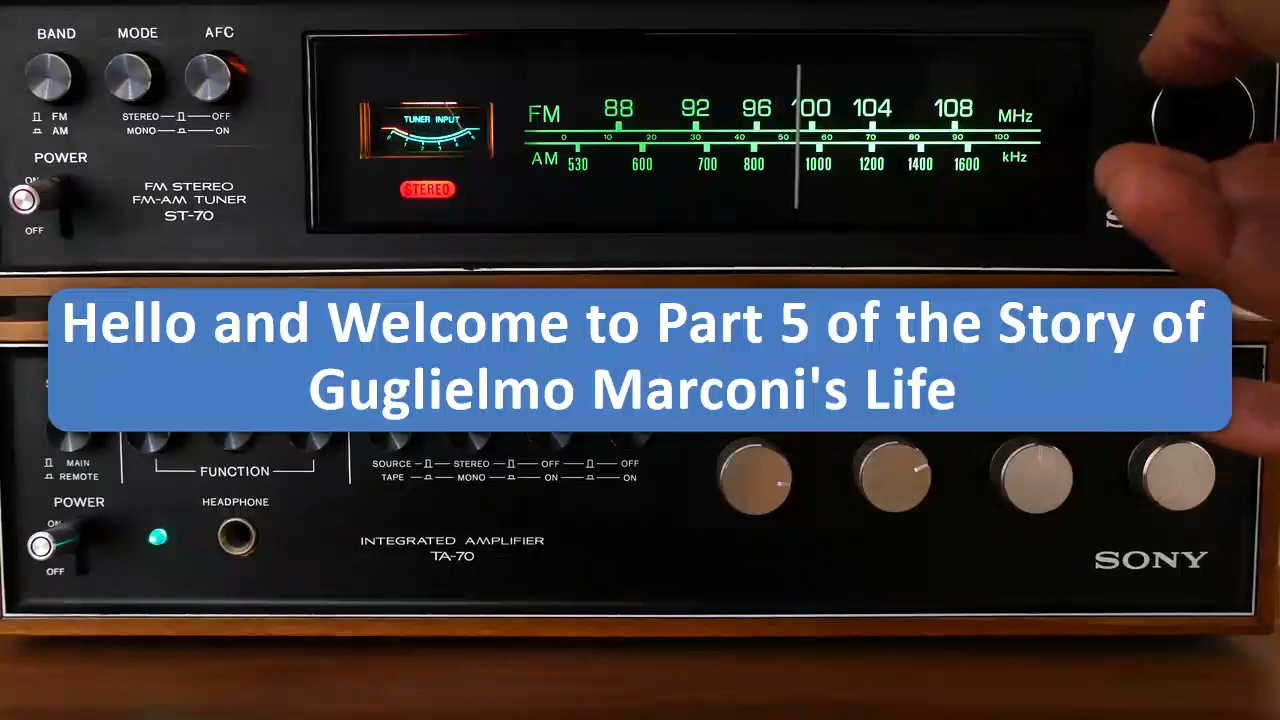 BAND MODE AFC
FM STEREO OFF
AM MONO ON
POWER
ON
OFF
FM STEREO
FM-AM TUNER
ST-70
TUNER INPUT
STEREO
FM 88 92 96 100 104 108 MHz
0 10 20 30 40 50 60 70 80 90 100
AM 530 600 700 800 1000 1200 1400 1600 kHz
Hello and Welcome to Part 5 of the Story of
Guglielmo Marconi's Life
MAIN
REMOTE
FUNCTION
SOURCE STEREO OFF OFF
TAPE MONO ON ON
POWER
ON
OFF
HEADPHONE
INTEGRATED AMPLIFIER
TA-70
SONY